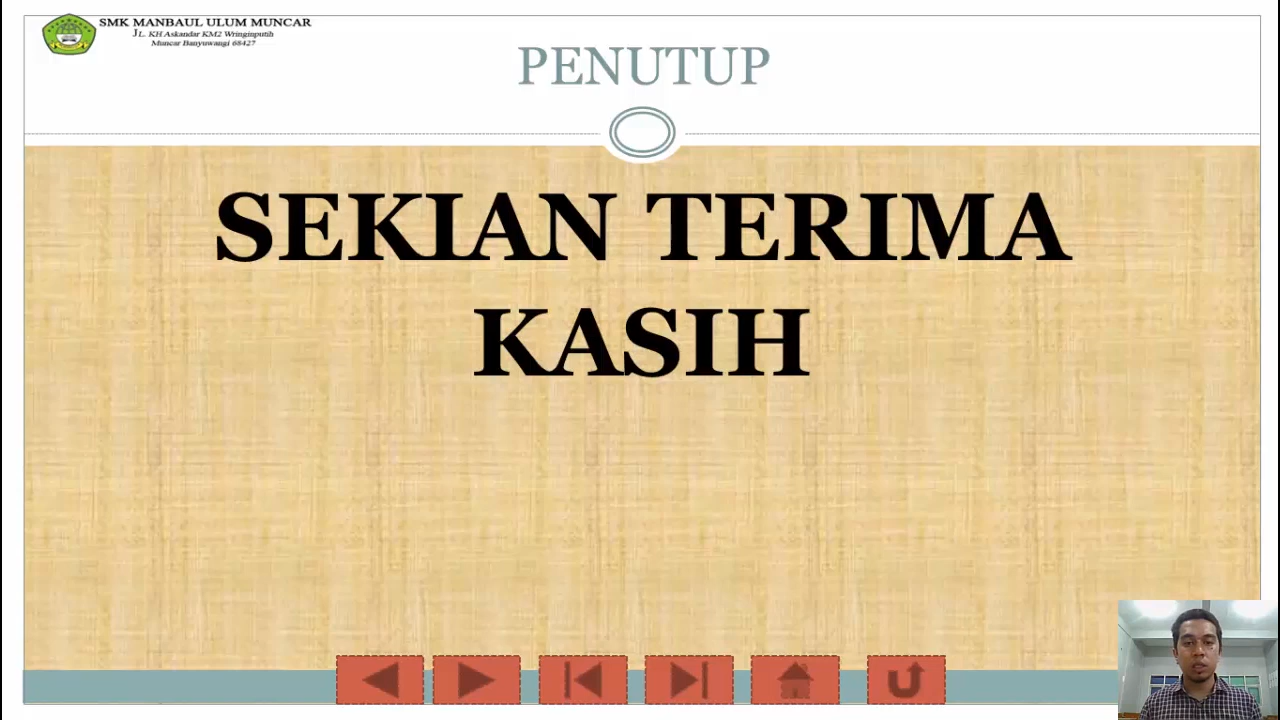 SMK MANBAUL ULUM MUNCAR
JL. KH Askandar KM2 Wringinputih
Muncar Banyuwangi 68427
PENUTUP
SEKIAN TERIMA
KASIH